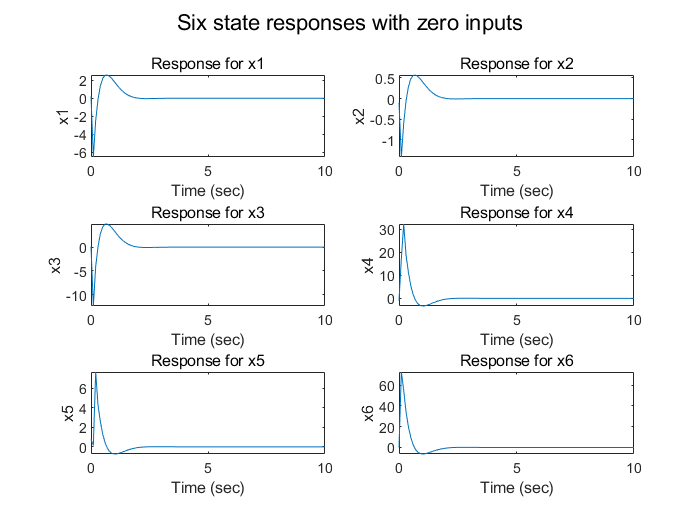 Six state responses with zero inputs
Response for x1
2
0
-2
-4
-6
x1
0 5 10
Time (sec)
Response for x2
0.5
0
-0.5
-1
x2
0 5 10
Time (sec)
Response for x3
0
-5
-10
x3
0 5 10
Time (sec)
Response for x4
30
20
10
0
x4
0 5 10
Time (sec)
Response for x5
6
4
2
0
x5
0 5 10
Time (sec)
Response for x6
60
40
20
0
x6
0 5 10
Time (sec)